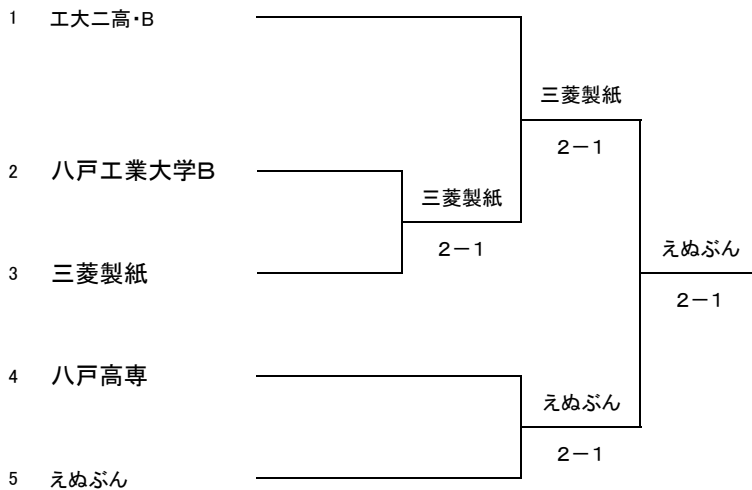 1 工大二高・B
三菱製紙
2－1
2 八戸工業大学B
三菱製紙
2－1
3 三菱製紙
えぬぶん
2－1
4 八戸高専
えぬぶん
2－1
5 えぬぶん